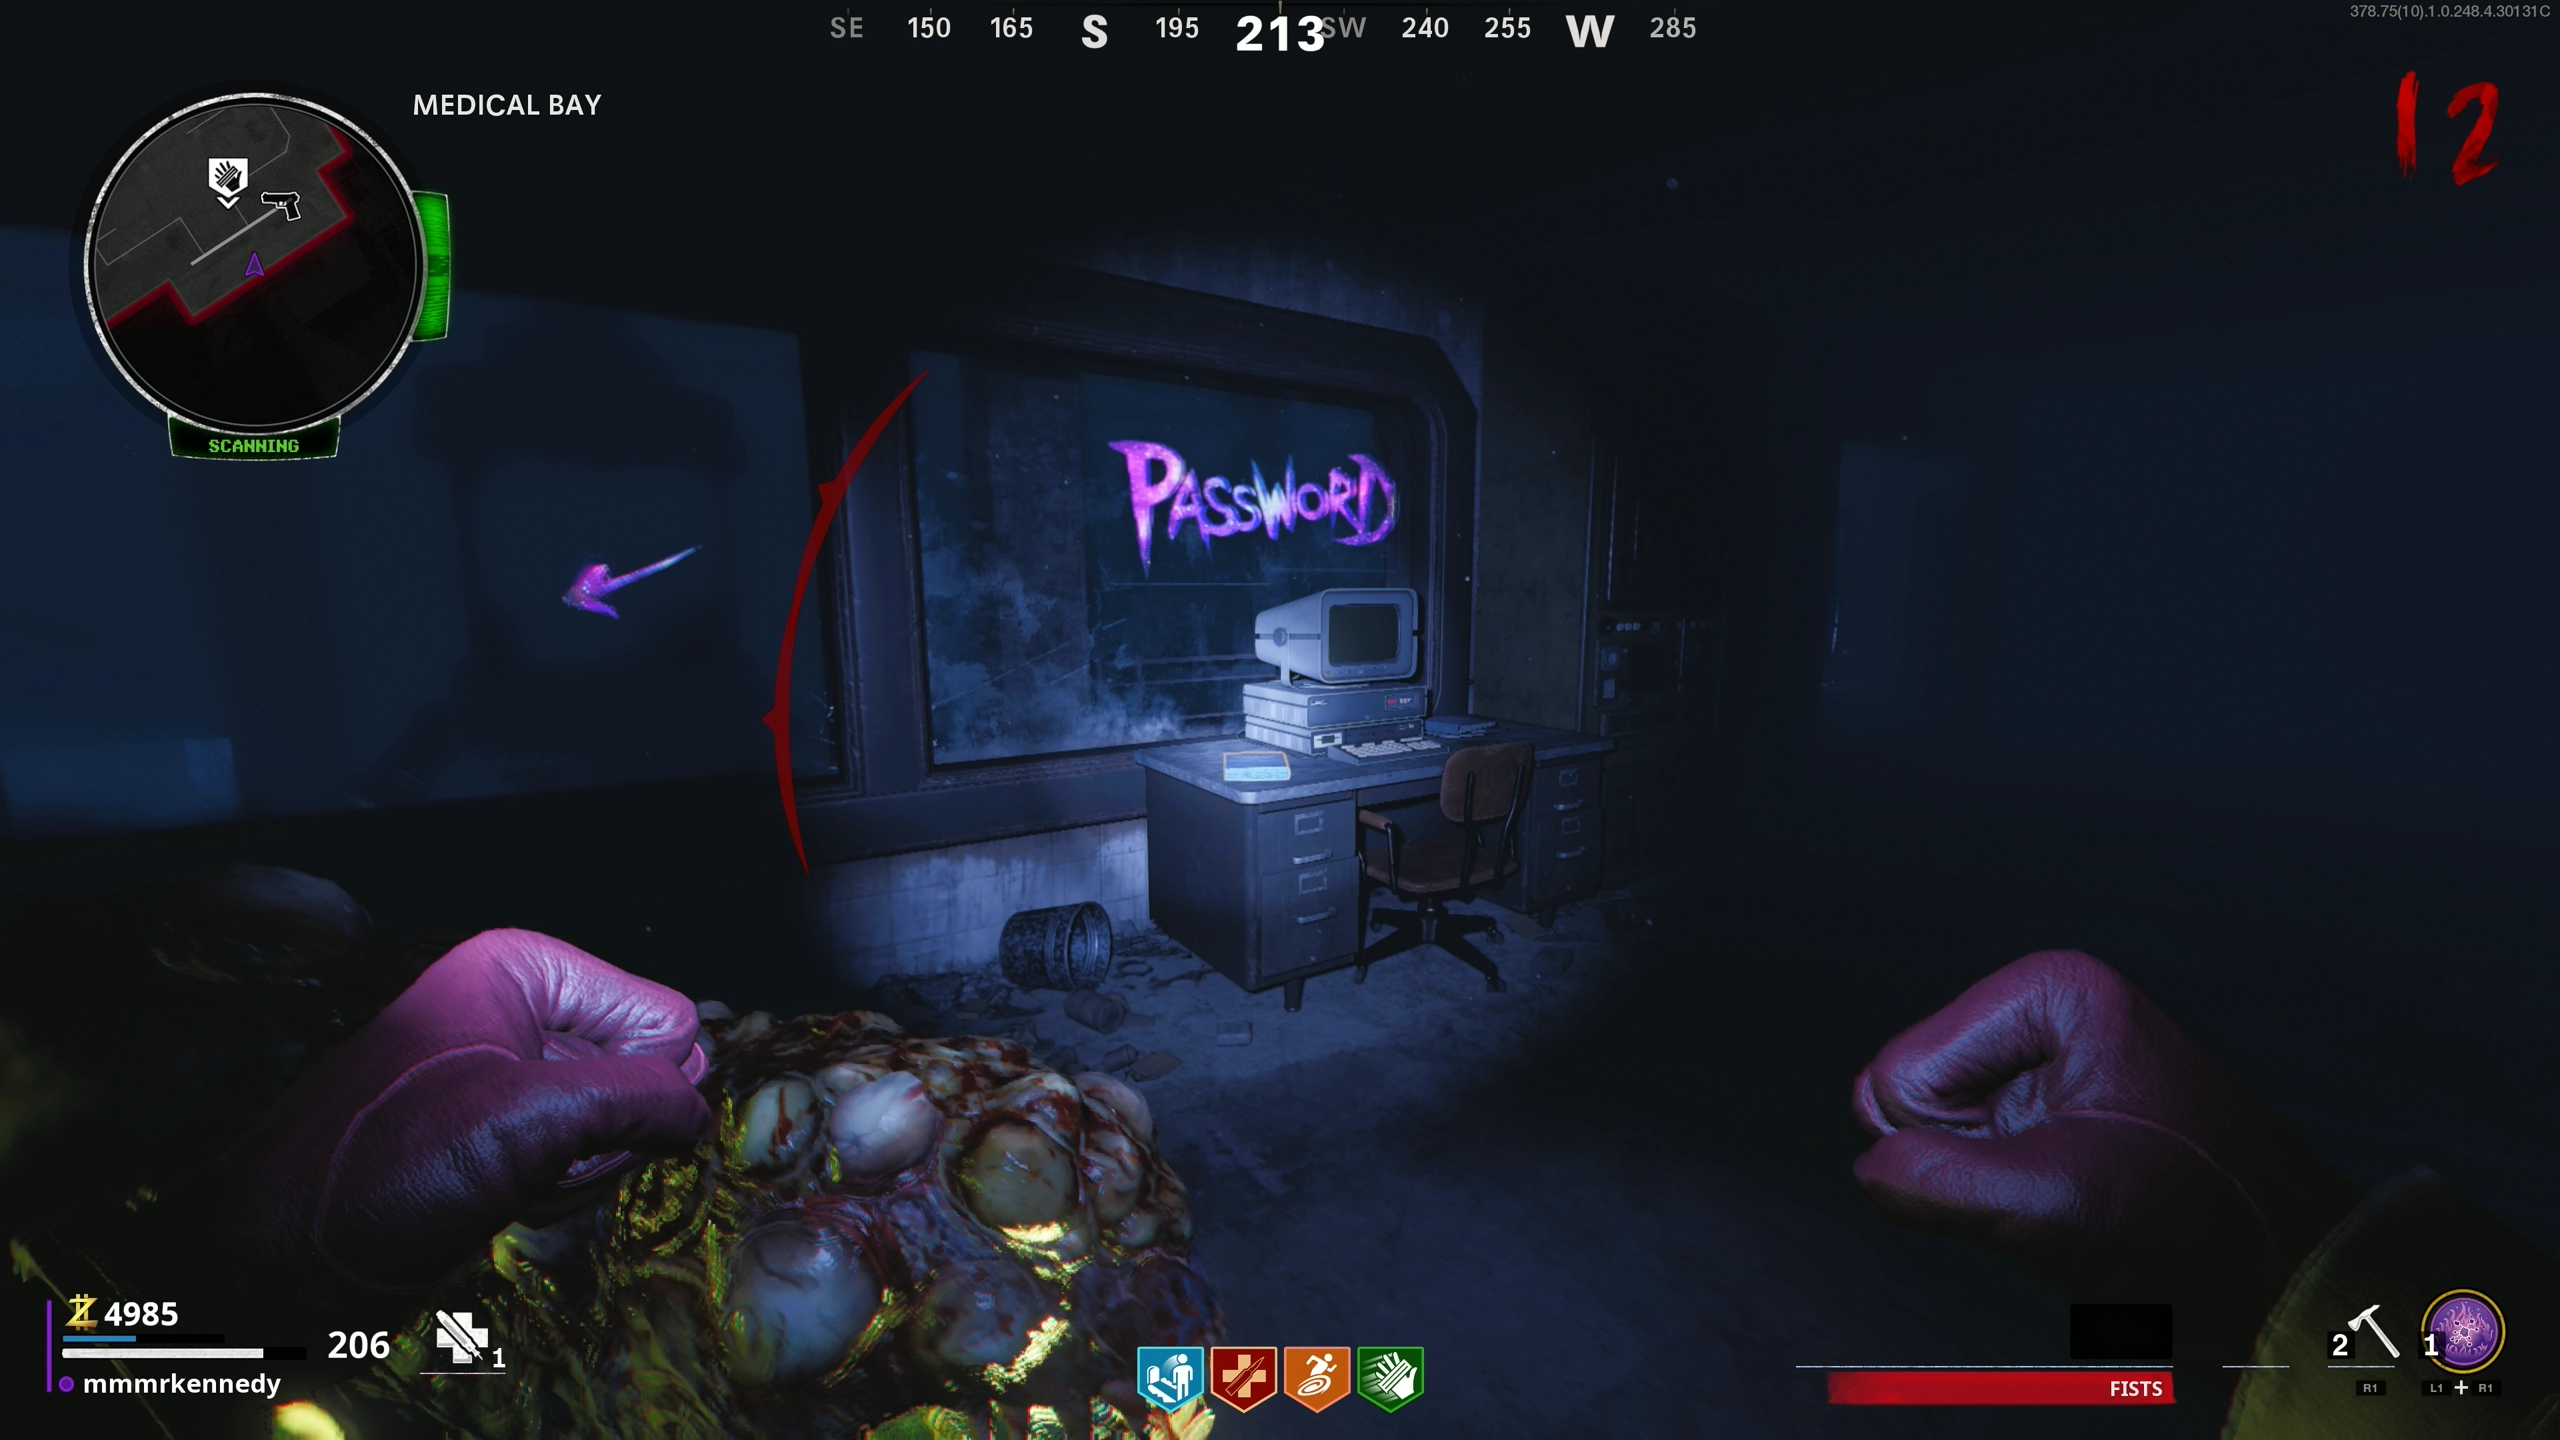 SE 150 165 S 195 213 SW 240 255 W 285
378.75(10).1.0.248.4.30131C
MEDICAL BAY
12
SCANNING
PASSWORD
4985
206
1
mmmrkennedy
FISTS
2
1
R1
L1 + R1